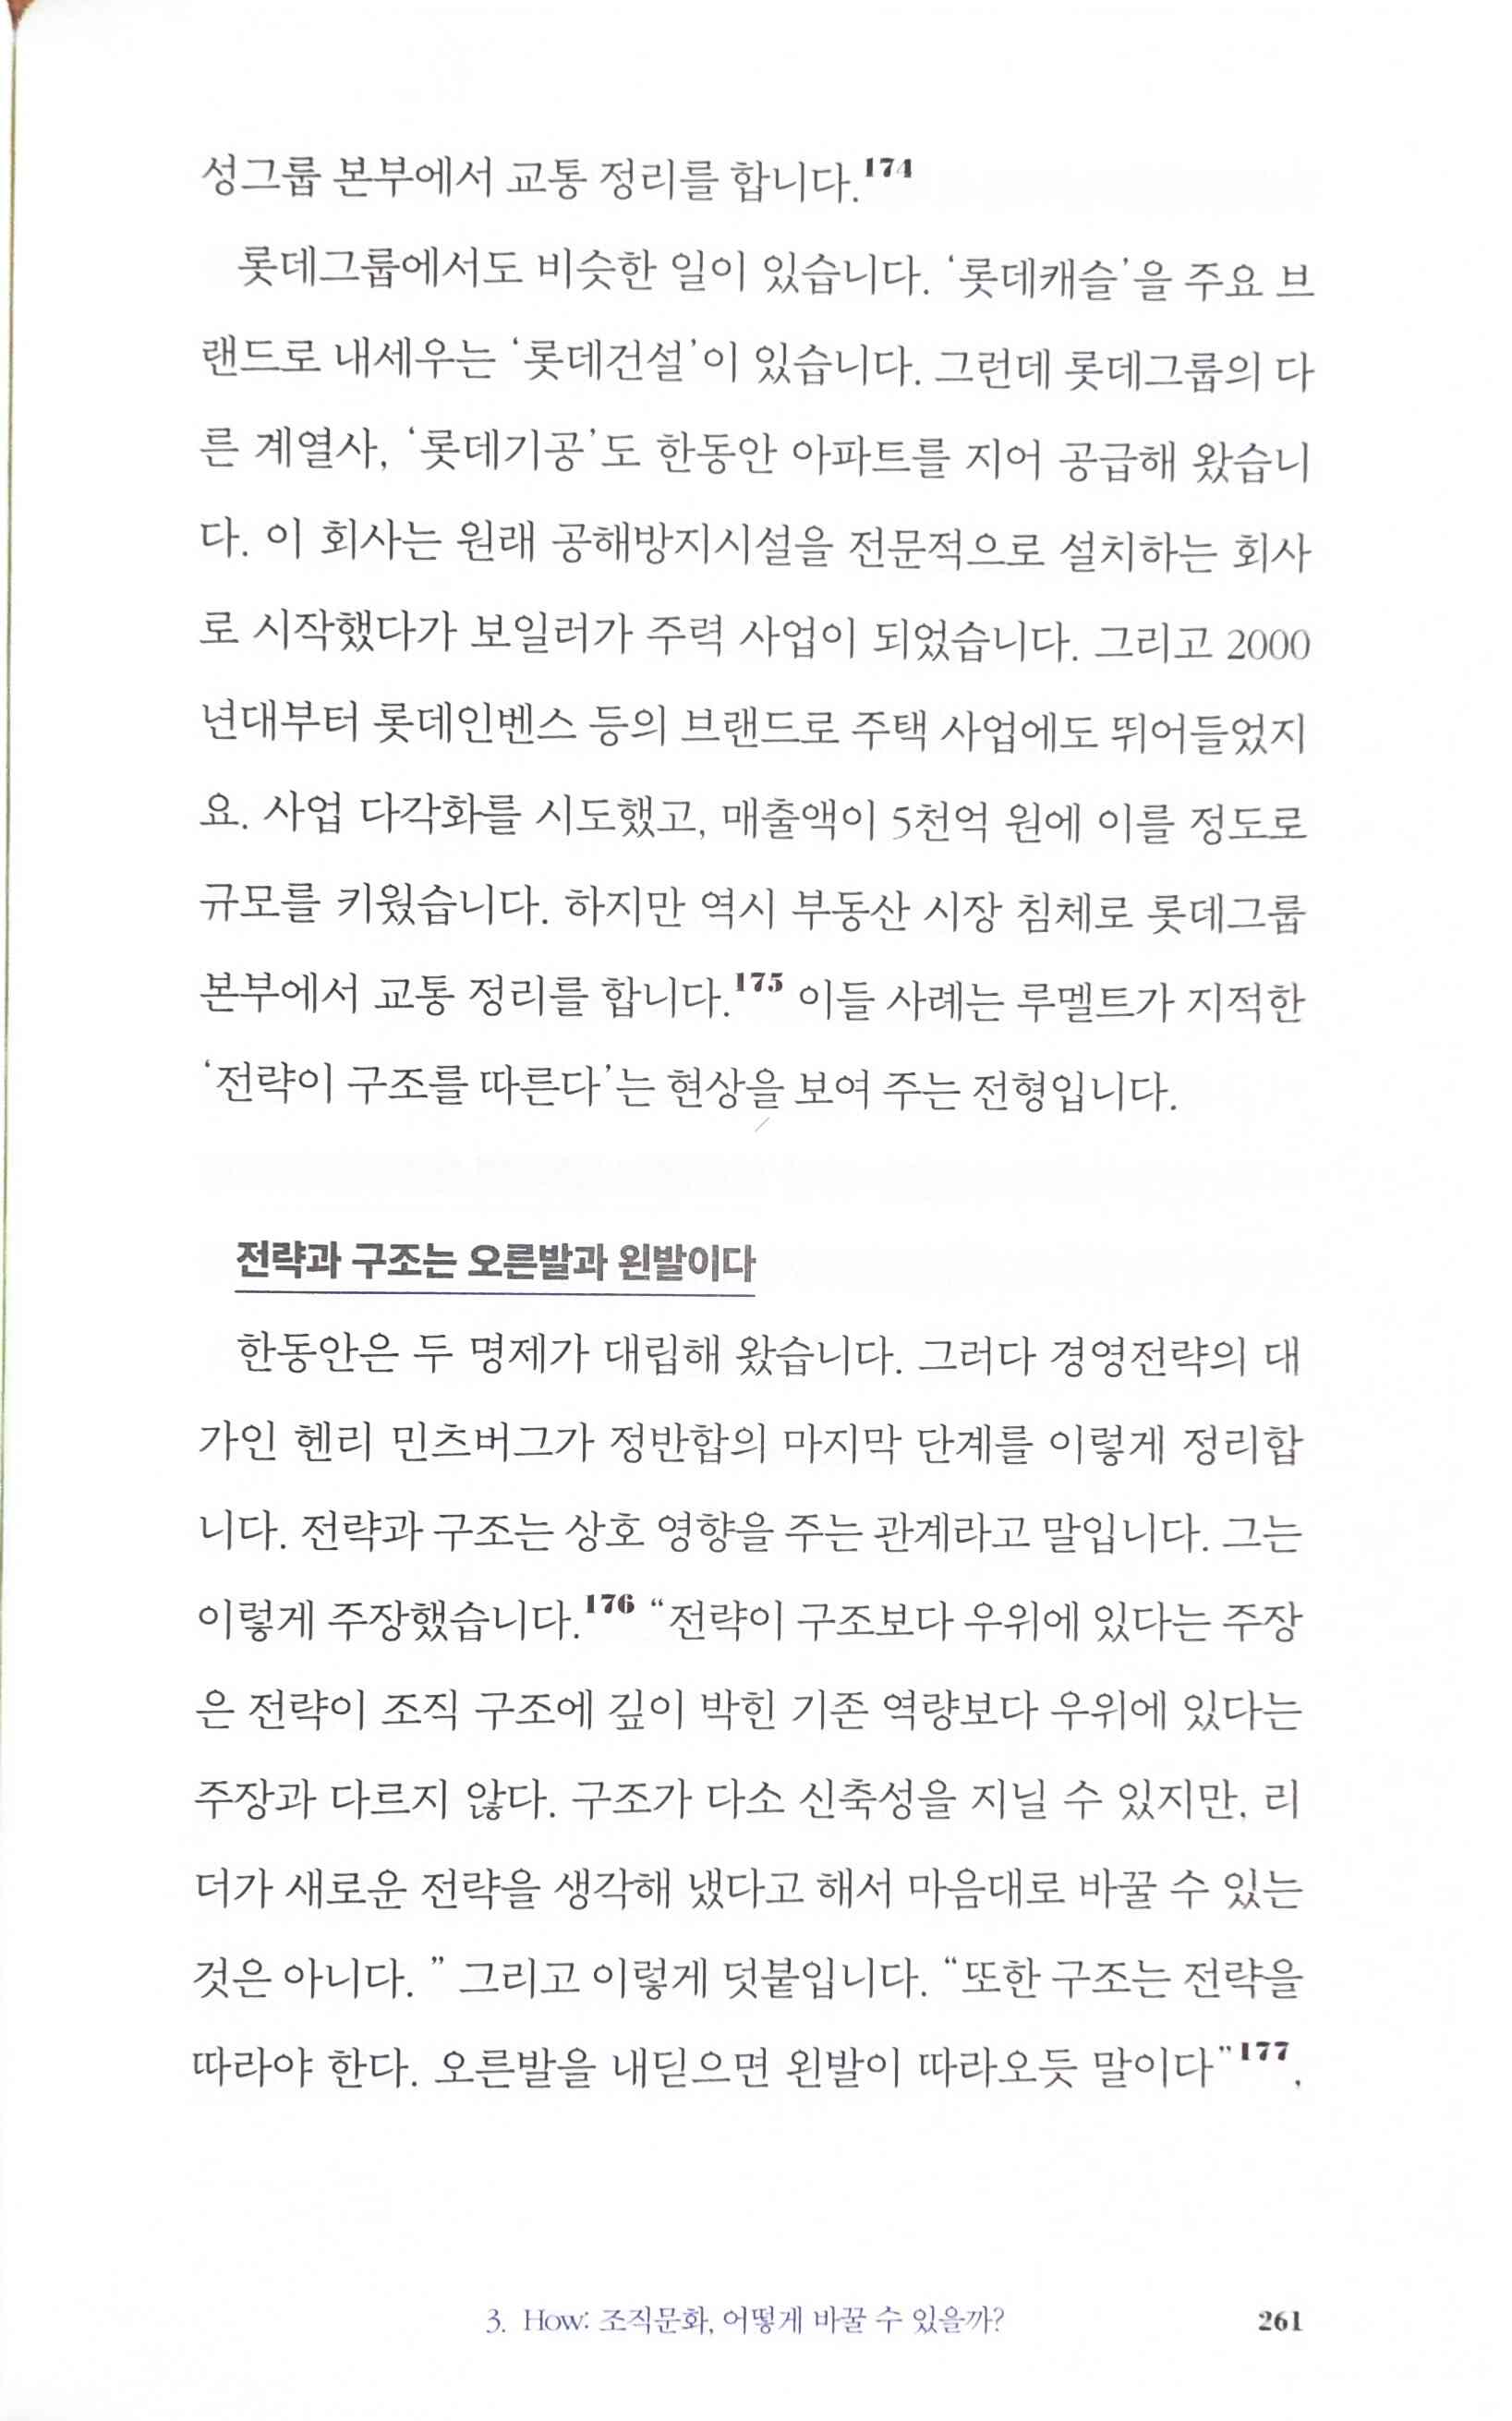 성그룹 본부에서 교통 정리를 합니다.174
롯데그룹에서도 비슷한 일이 있습니다. ‘롯데캐슬’을 주요 브
랜드로 내세우는 ‘롯데건설’이 있습니다. 그런데 롯데그룹의 다
른 계열사, ‘롯데기공’도 한동안 아파트를 지어 공급해 왔습니
다. 이 회사는 원래 공해방지시설을 전문적으로 설치하는 회사
로 시작했다가 보일러가 주력 사업이 되었습니다. 그리고 2000
년대부터 롯데인벤스 등의 브랜드로 주택 사업에도 뛰어들었지
요. 사업 다각화를 시도했고, 매출액이 5천억 원에 이를 정도로
규모를 키웠습니다. 하지만 역시 부동산 시장 침체로 롯데그룹
본부에서 교통 정리를 합니다.175 이들 사례는 루멜트가 지적한
‘전략이 구조를 따른다’는 현상을 보여 주는 전형입니다.
전략과 구조는 오른발과 왼발이다
한동안은 두 명제가 대립해 왔습니다. 그러다 경영전략의 대
가인 헨리 민츠버그가 정반합의 마지막 단계를 이렇게 정리합
니다. 전략과 구조는 상호 영향을 주는 관계라고 말입니다. 그는
이렇게 주장했습니다.176 “전략이 구조보다 우위에 있다는 주장
은 전략이 조직 구조에 깊이 박힌 기존 역량보다 우위에 있다는
주장과 다르지 않다. 구조가 다소 신축성을 지닐 수 있지만, 리
더가 새로운 전략을 생각해 냈다고 해서 마음대로 바꿀 수 있는
것은 아니다. ” 그리고 이렇게 덧붙입니다. “또한 구조는 전략을
따라야 한다. 오른발을 내딛으면 왼발이 따라오듯 말이다”177.
3. How: 조직문화, 어떻게 바꿀 수 있을까?
261